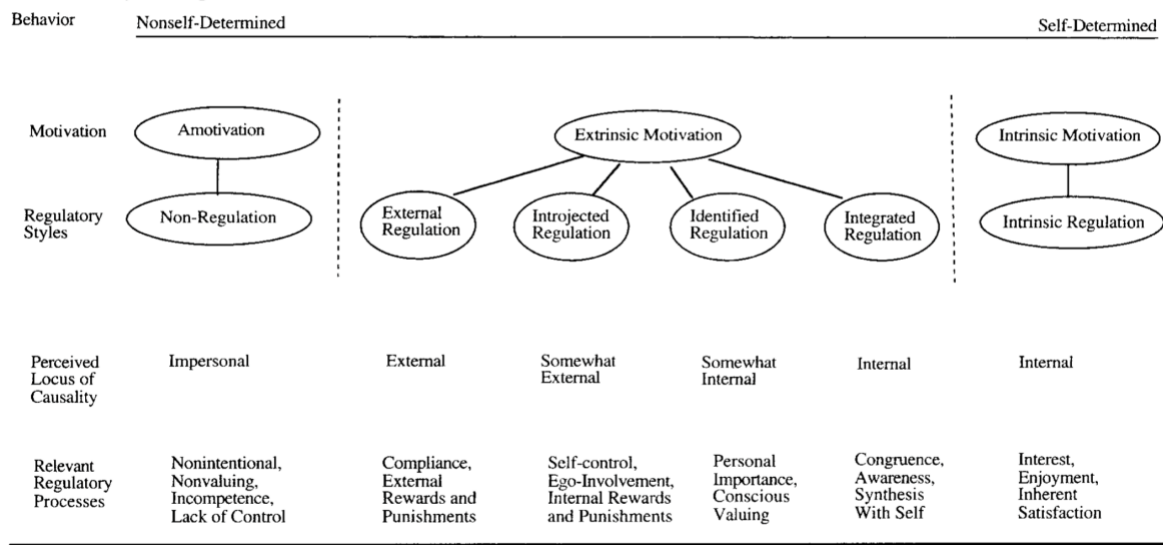 Behavior Nonself-Determined Self-Determined
Motivation Amotivation Extrinsic Motivation Intrinsic Motivation
Regulatory
Styles
Non-Regulation
External
Regulation
Introjected
Regulation
Identified
Regulation
Integrated
Regulation
Intrinsic Regulation
Perceived
Locus of
Causality
Impersonal
External
Somewhat
External
Somewhat
Internal
Internal
Internal
Relevant
Regulatory
Processes
Nonintentional,
Nonvaluing,
Incompetence,
Lack of Control
Compliance,
External
Rewards and
Punishments
Self-control,
Ego-Involvement,
Internal Rewards
and Punishments
Personal
Importance,
Conscious
Valuing
Congruence,
Awareness,
Synthesis
With Self
Interest,
Enjoyment,
Inherent
Satisfaction